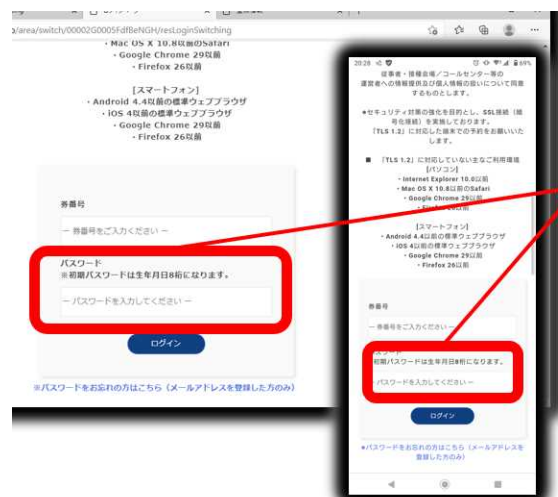 /area/switch/00002G0005FdfBeNGH/resLoginSwitching
・Mac OS X 10.8以前のSafari
・Google Chrome 29以前
・Firefox 26以前
[スマートフォン]
・Android 4.4以前の標準ウェブブラウザ
・iOS 4以前の標準ウェブブラウザ
・Google Chrome 29以前
・Firefox 26以前
券番号
― 券番号をご入力ください ―
パスワード
※初期パスワードは生年月日8桁になります。
― パスワードを入力してください ―
ログイン
※パスワードをお忘れの方はこちら（メールアドレスを登録した方のみ）
20:28
69%
従事者・接種会場／コールセンター等の
運営者への情報提供及び個人情報の扱いについて同意
するものとします。
★セキュリティ対策の強化を目的とし、SSL接続（暗
号化接続）を実施しております。
「TLS 1.2」に対応した端末での予約をお願いいた
します。
■ 「TLS 1.2」に対応していない主なご利用環境
[パソコン]
・Internet Explorer 10.0以前
・Mac OS X 10.8以前のSafari
・Google Chrome 29以前
・Firefox 26以前
[スマートフォン]
・Android 4.4以前の標準ウェブブラウザ
・iOS 4以前の標準ウェブブラウザ
・Google Chrome 29以前
・Firefox 26以前
券番号
― 券番号をご入力ください ―
パスワード
初期パスワードは生年月日8桁になります。
― パスワードを入力してください ―
ログイン
※パスワードをお忘れの方はこちら（メールアドレスを
登録した方のみ）